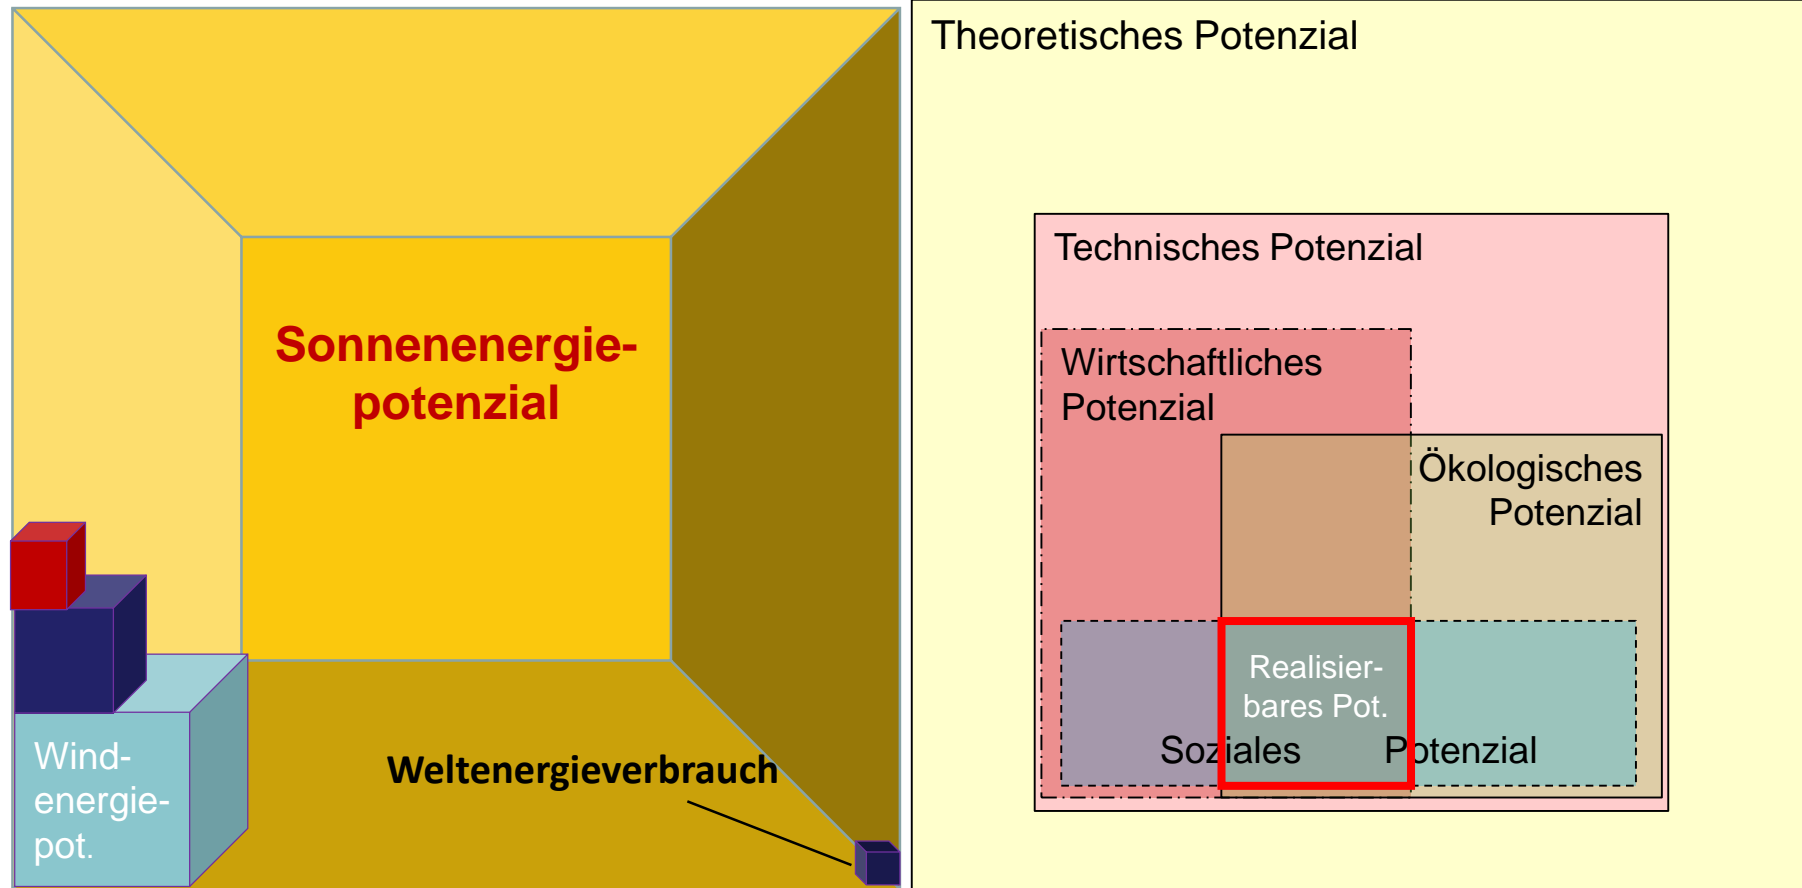 Sonnenenergie-
potenzial
Wind-
energie-
pot.
Weltenergieverbrauch
Theoretisches Potenzial
Technisches Potenzial
Wirtschaftliches
Potenzial
Ökologisches
Potenzial
Realisier-
bares Pot.
Soziales Potenzial